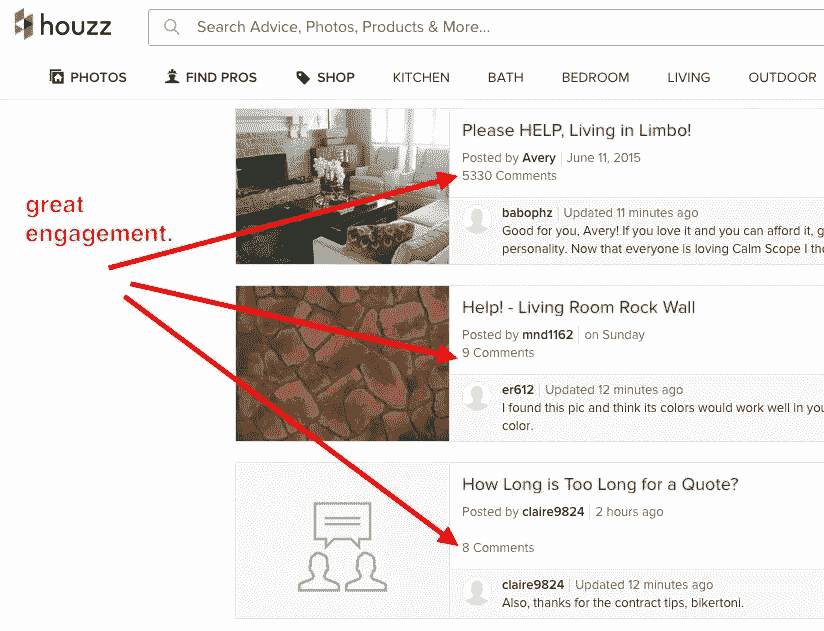 houzz
Search Advice, Photos, Products & More...
PHOTOS FIND PROS SHOP KITCHEN BATH BEDROOM LIVING OUTDOOR
great
engagement.
Please HELP, Living in Limbo!
Posted by Avery June 11, 2015
5330 Comments
babophz Updated 11 minutes ago
Good for you, Avery! If you love it and you can afford it, g
personality. Now that everyone is loving Calm Scope I tho
Help! - Living Room Rock Wall
Posted by mnd1162 on Sunday
9 Comments
er612 Updated 12 minutes ago
I found this pic and think its colors would work well in you
color.
How Long is Too Long for a Quote?
Posted by claire9824 2 hours ago
8 Comments
claire9824 Updated 12 minutes ago
Also, thanks for the contract tips, bikertoni.